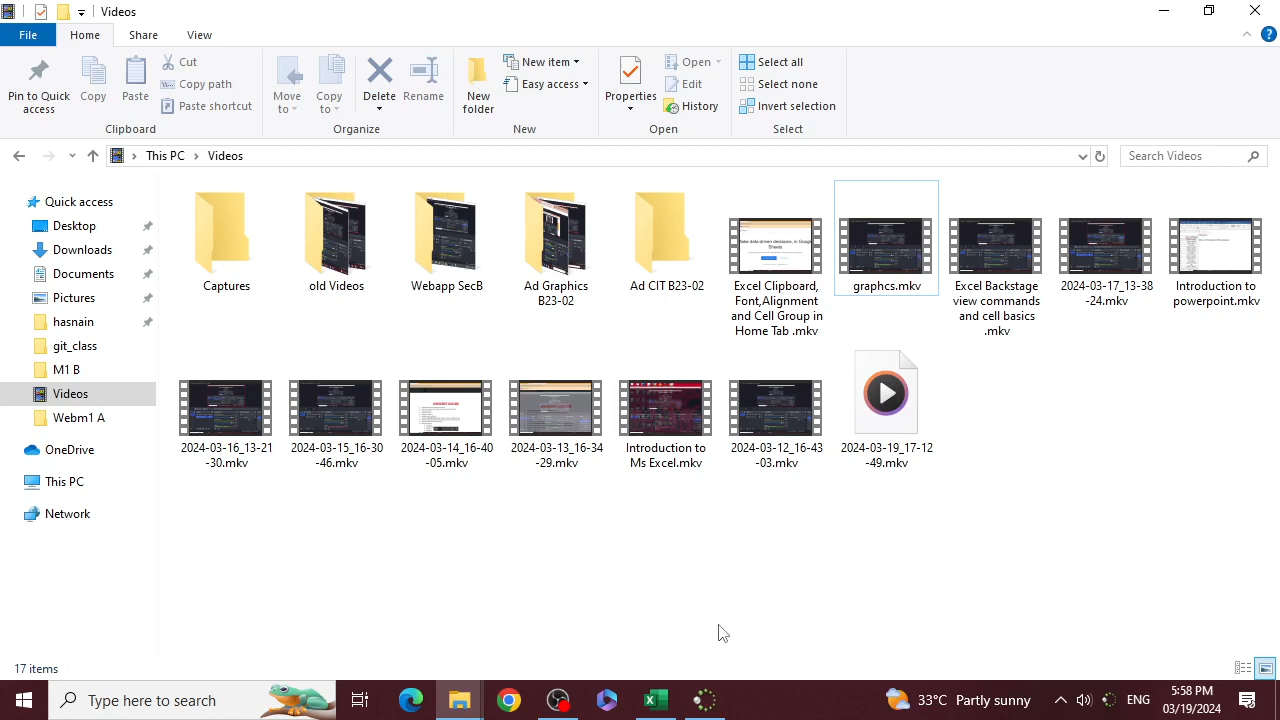 Videos
File Home Share View
Pin to Quick access
Copy
Paste
Cut
Copy path
Paste shortcut
Clipboard
Move to
Copy to
Delete
Rename
Organize
New folder
New item
Easy access
New
Properties
Open
Edit
History
Open
Select all
Select none
Invert selection
Select
This PC Videos
Search Videos
Quick access
Desktop
Downloads
Documents
Pictures
hasnain
git_class
M1 B
Videos
Webm1 A
OneDrive
This PC
Network
Captures
old Videos
Webapp SecB
Ad Graphics
B23-02
Ad CIT B23-02
Excel Clipboard,
Font,Alignment
and Cell Group in
Home Tab .mkv
graphcs.mkv
Excel Backstage
view commands
and cell basics
.mkv
2024-03-17_13-38
-24.mkv
Introduction to
powerpoint.mkv
2024-03-16_13-21
-30.mkv
2024-03-15_16-30
-46.mkv
2024-03-14_16-40
-05.mkv
2024-03-13_16-34
-29.mkv
Introduction to
Ms Excel.mkv
2024-03-12_16-43
-03.mkv
2024-03-19_17-12
-49.mkv
17 items
Type here to search
33°C Partly sunny
ENG
5:58 PM
03/19/2024